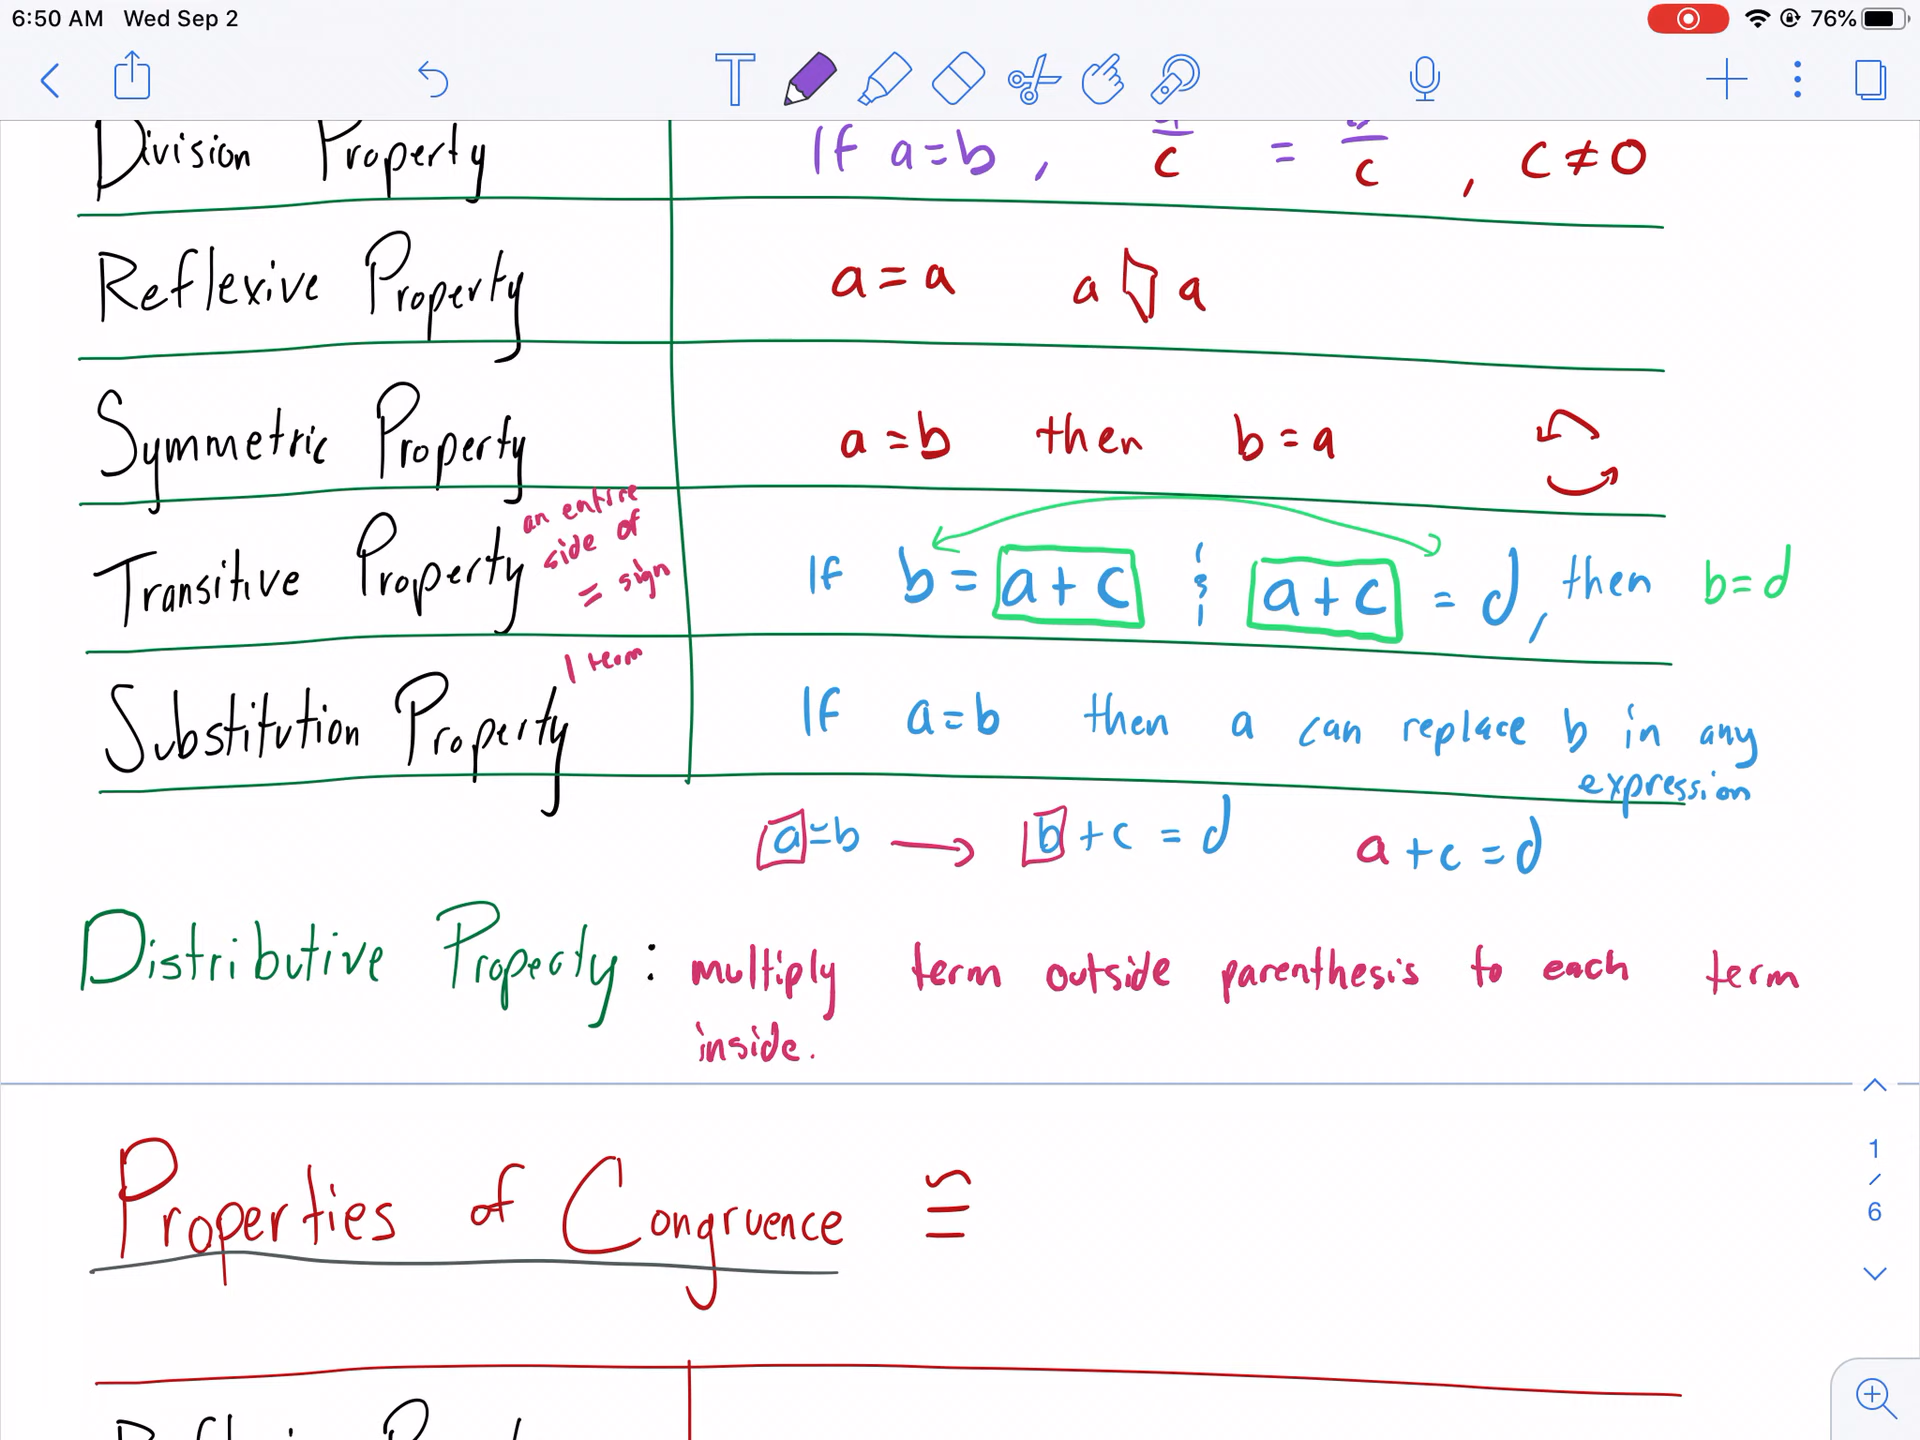 6:50 AM Wed Sep 2 76%
T
Division Property If a=b, /c = /c, c≠0
Reflexive Property a=a a a
Symmetric Property a=b then b=a
Transitive Property an entire side of = sign If b=a+c & a+c=d, then b=d
Substitution Property 1 term If a=b then a can replace b in any
expression
a=b → b+c=d a+c=d
Distributive Property: multiply term outside parenthesis to each term
inside.
1
/
6
Properties of Congruence ≅